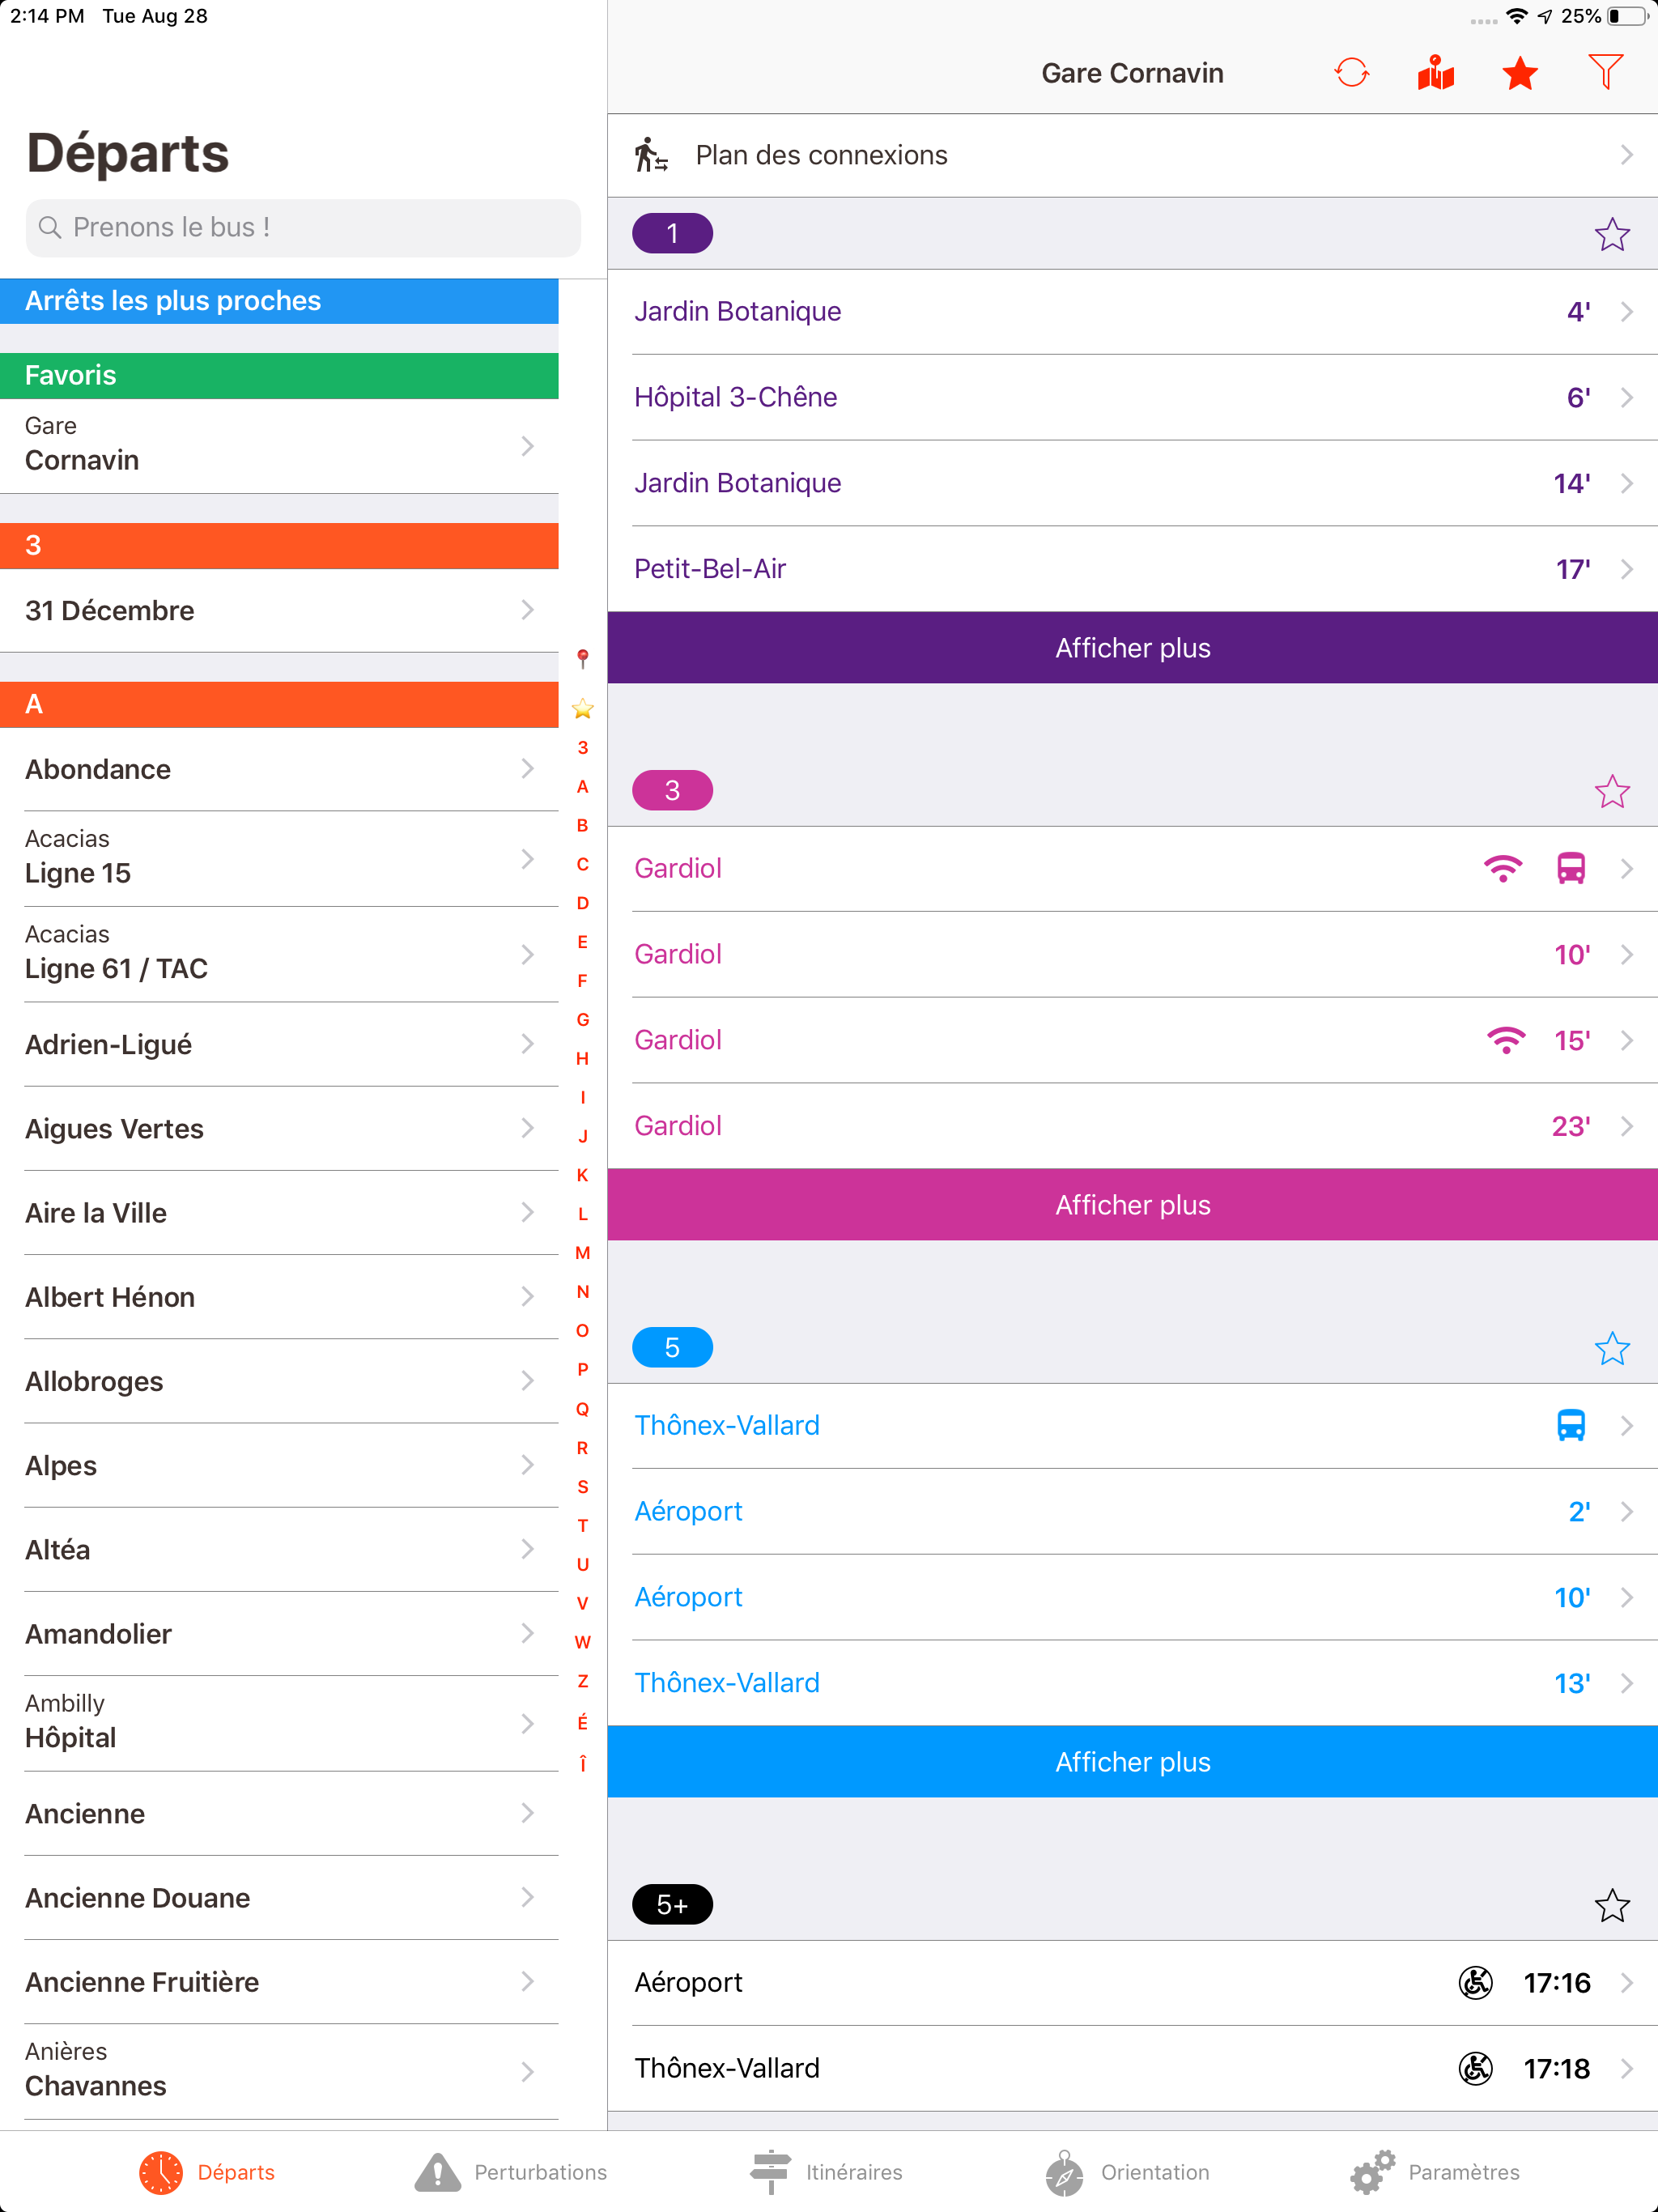 2:14 PM Tue Aug 28
25%
Départs
Prenons le bus !
Arrêts les plus proches
Favoris
Gare
Cornavin
3
31 Décembre
A
Abondance
Acacias
Ligne 15
Acacias
Ligne 61 / TAC
Adrien-Ligué
Aigues Vertes
Aire la Ville
Albert Hénon
Allobroges
Alpes
Altéa
Amandolier
Ambilly
Hôpital
Ancienne
Ancienne Douane
Ancienne Fruitière
Anières
Chavannes
3
A
B
C
D
E
F
G
H
I
J
K
L
M
N
O
P
Q
R
S
T
U
V
W
Z
É
Î
Gare Cornavin
Plan des connexions
1
Jardin Botanique 4'
Hôpital 3-Chêne 6'
Jardin Botanique 14'
Petit-Bel-Air 17'
Afficher plus
3
Gardiol
Gardiol 10'
Gardiol 15'
Gardiol 23'
Afficher plus
5
Thônex-Vallard
Aéroport 2'
Aéroport 10'
Thônex-Vallard 13'
Afficher plus
5+
Aéroport 17:16
Thônex-Vallard 17:18
Départs Perturbations Itinéraires Orientation Paramètres